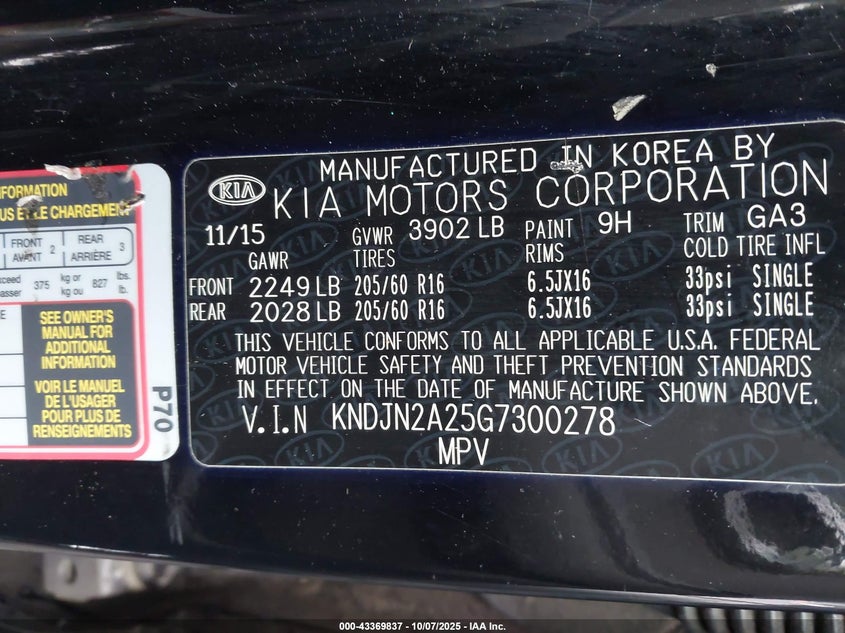 INFORMATION
US ET LE CHARGEMENT
FRONT
AVANT 2
REAR
ARRIÈRE 3
exceed
passer 375 kg or
kg ou 827 lbs.
lb.
SEE OWNER'S
MANUAL FOR
ADDITIONAL
INFORMATION
VOIR LE MANUEL
DE L'USAGER
POUR PLUS DE
RENSEIGNEMENTS
P70
MANUFACTURED IN KOREA BY
KIA KIA MOTORS CORPORATION
11/15 GVWR 3902 LB PAINT 9H TRIM GA3
GAWR TIRES RIMS COLD TIRE INFL
FRONT 2249 LB 205/60 R16 6.5JX16 33psi SINGLE
REAR 2028 LB 205/60 R16 6.5JX16 33psi SINGLE
THIS VEHICLE CONFORMS TO ALL APPLICABLE U.S.A. FEDERAL
MOTOR VEHICLE SAFETY AND THEFT PREVENTION STANDARDS
IN EFFECT ON THE DATE OF MANUFACTURE SHOWN ABOVE.
V.I.N KNDJN2A25G7300278
MPV
000-43369837 - 10/07/2025 - IAA Inc.